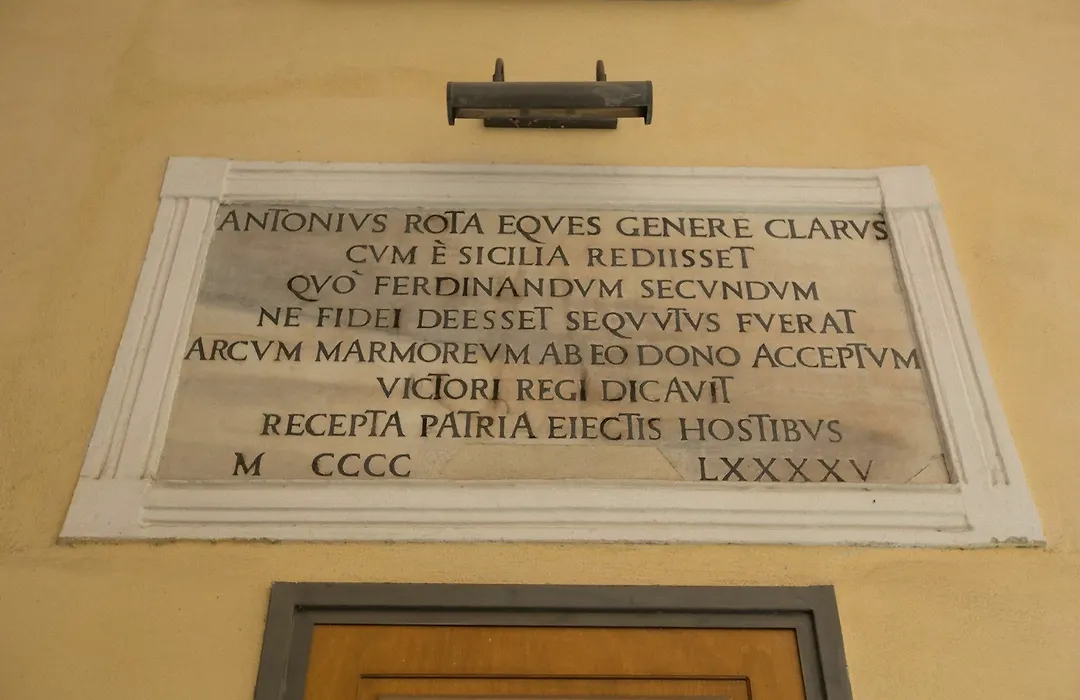 ANTONIVS ROTA EQVES GENERE CLARVS
CVM È SICILIA REDIISSET
QVÒ FERDINANDVM SECVNDVM
NE FIDEI DEESSET SEQVVTVS FVERAT
ARCVM MARMOREVM AB EO DONO ACCEPTVM
VICTORI REGI DICAVIT
RECEPTA PATRIA EIECTIS HOSTIBVS
M CCCC LXXXXV